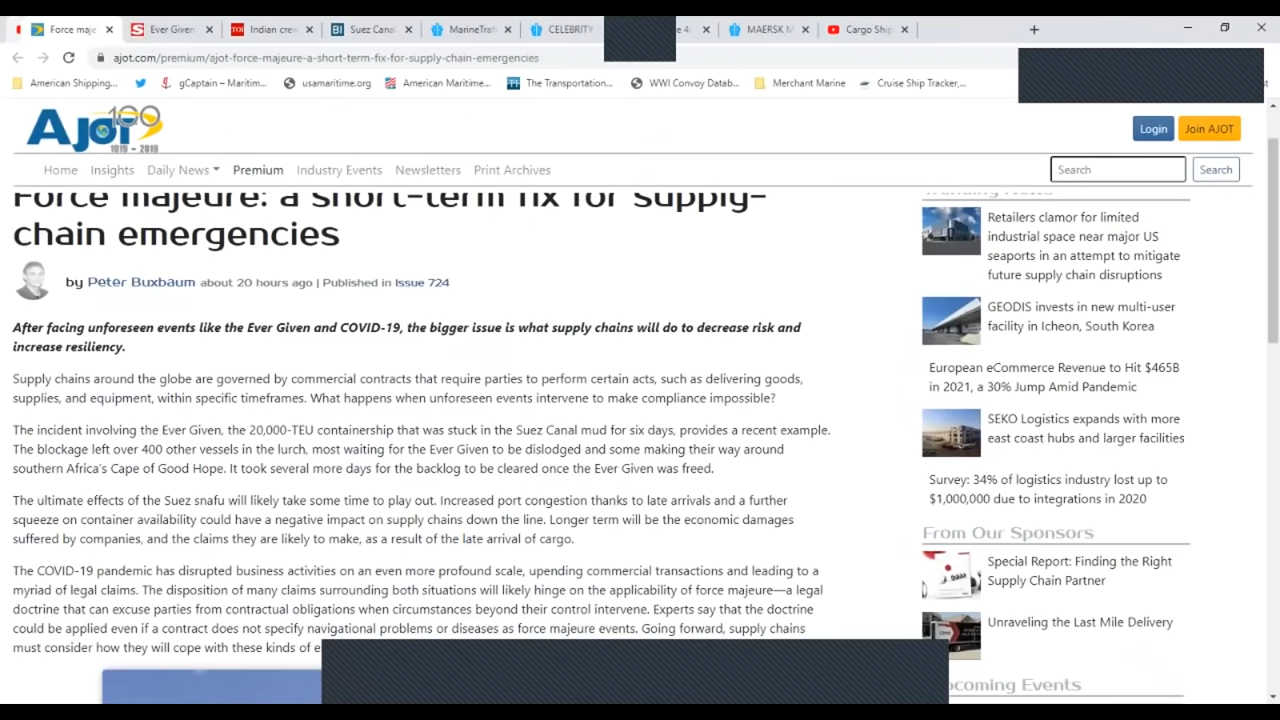 Force maje
Ever Given
Indian crew
Suez Canal
MarineTraf
CELEBRITY
MAERSK M
Cargo Ship
ajot.com/premium/ajot-force-majeure-a-short-term-fix-for-supply-chain-emergencies
American Shipping...
gCaptain – Maritim...
usamaritime.org
American Maritime...
The Transportation...
WWI Convoy Datab...
Merchant Marine
Cruise Ship Tracker,...
AJOT 100
1919 - 2019
Login
Join AJOT
Home Insights Daily News Premium Industry Events Newsletters Print Archives
Search
Search
Force majeure: a short-term fix for supply-
chain emergencies
by Peter Buxbaum about 20 hours ago | Published in Issue 724
After facing unforeseen events like the Ever Given and COVID-19, the bigger issue is what supply chains will do to decrease risk and
increase resiliency.
Supply chains around the globe are governed by commercial contracts that require parties to perform certain acts, such as delivering goods,
supplies, and equipment, within specific timeframes. What happens when unforeseen events intervene to make compliance impossible?
The incident involving the Ever Given, the 20,000-TEU containership that was stuck in the Suez Canal mud for six days, provides a recent example.
The blockage left over 400 other vessels in the lurch, most waiting for the Ever Given to be dislodged and some making their way around
southern Africa's Cape of Good Hope. It took several more days for the backlog to be cleared once the Ever Given was freed.
The ultimate effects of the Suez snafu will likely take some time to play out. Increased port congestion thanks to late arrivals and a further
squeeze on container availability could have a negative impact on supply chains down the line. Longer term will be the economic damages
suffered by companies, and the claims they are likely to make, as a result of the late arrival of cargo.
The COVID-19 pandemic has disrupted business activities on an even more profound scale, upending commercial transactions and leading to a
myriad of legal claims. The disposition of many claims surrounding both situations will likely hinge on the applicability of force majeure—a legal
doctrine that can excuse parties from contractual obligations when circumstances beyond their control intervene. Experts say that the doctrine
could be applied even if a contract does not specify navigational problems or diseases as force majeure events. Going forward, supply chains
must consider how they will cope with these kinds of e
Trending News
Retailers clamor for limited
industrial space near major US
seaports in an attempt to mitigate
future supply chain disruptions
GEODIS invests in new multi-user
facility in Icheon, South Korea
European eCommerce Revenue to Hit $465B
in 2021, a 30% Jump Amid Pandemic
SEKO Logistics expands with more
east coast hubs and larger facilities
Survey: 34% of logistics industry lost up to
$1,000,000 due to integrations in 2020
From Our Sponsors
Special Report: Finding the Right
Supply Chain Partner
Unraveling the Last Mile Delivery
coming Events